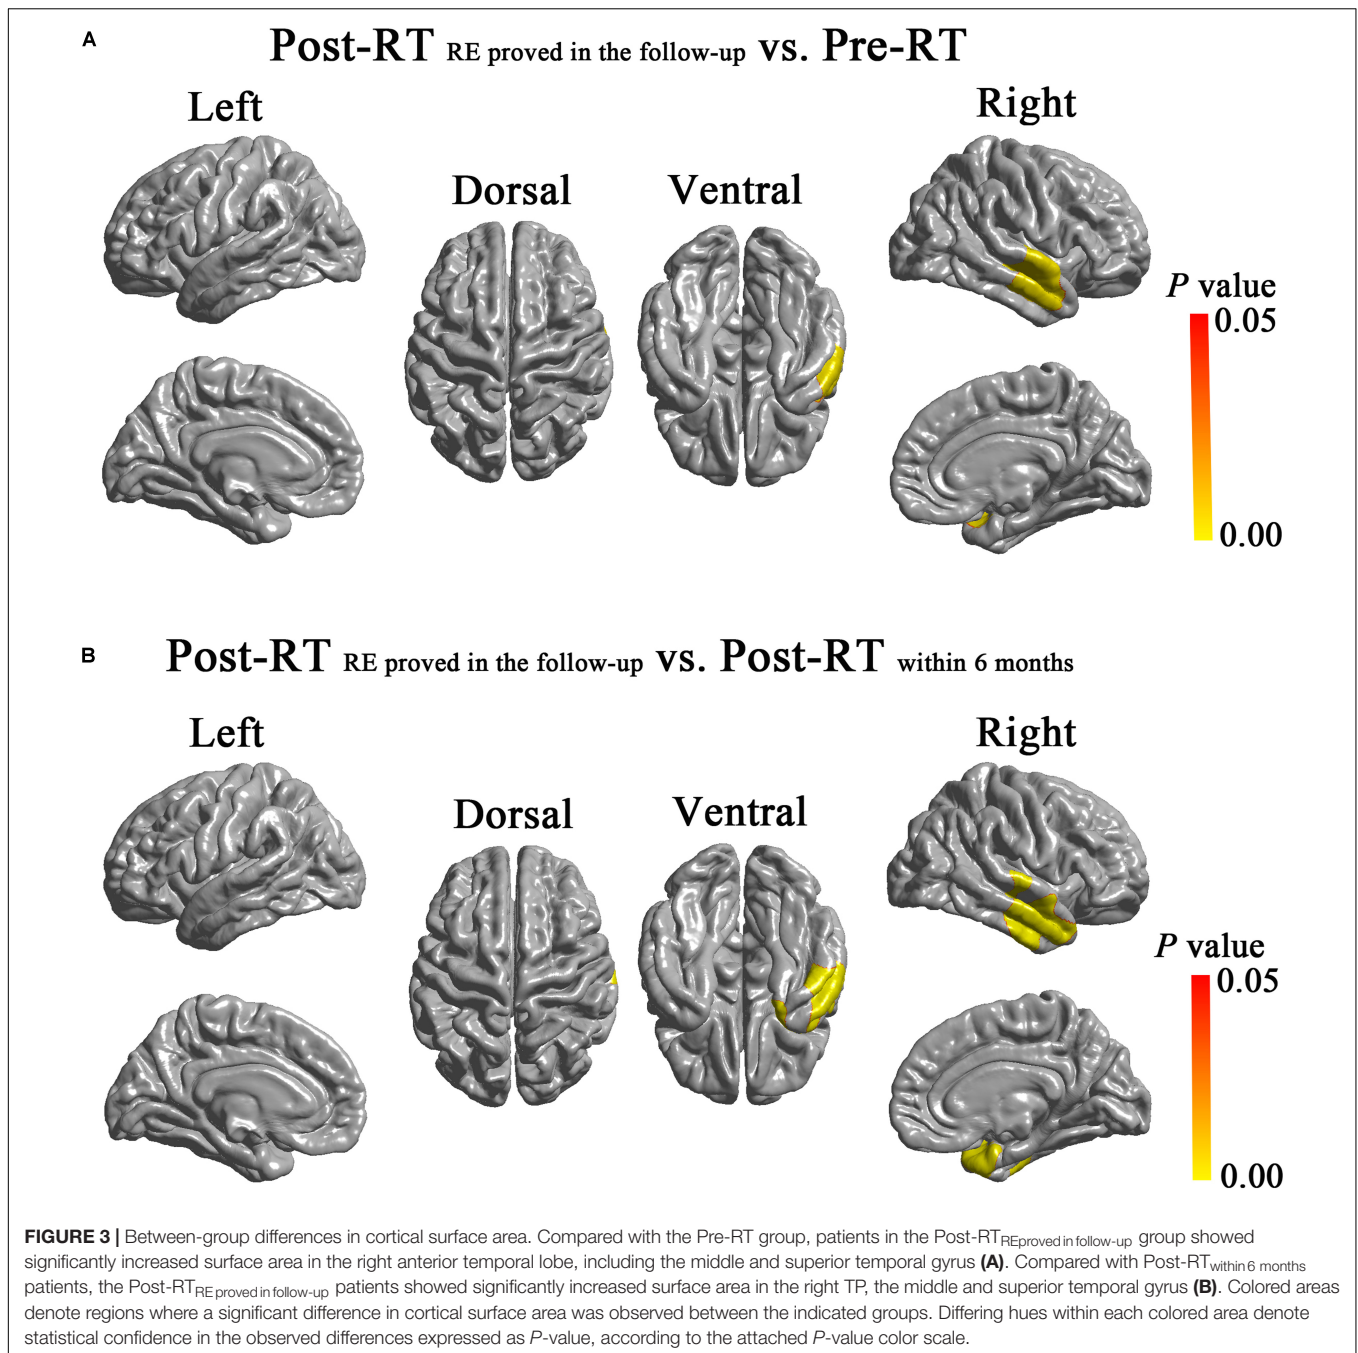 A
Post-RT RE proved in the follow-up vs. Pre-RT
Left
Right
Dorsal
Ventral
P value
0.05
0.00
B
Post-RT RE proved in the follow-up vs. Post-RT within 6 months
Left
Right
Dorsal
Ventral
P value
0.05
0.00
FIGURE 3 | Between-group differences in cortical surface area. Compared with the Pre-RT group, patients in the Post-RTREproved in follow-up group showed
significantly increased surface area in the right anterior temporal lobe, including the middle and superior temporal gyrus (A). Compared with Post-RTwithin 6 months
patients, the Post-RTRE proved in follow-up patients showed significantly increased surface area in the right TP, the middle and superior temporal gyrus (B). Colored areas
denote regions where a significant difference in cortical surface area was observed between the indicated groups. Differing hues within each colored area denote
statistical confidence in the observed differences expressed as P-value, according to the attached P-value color scale.